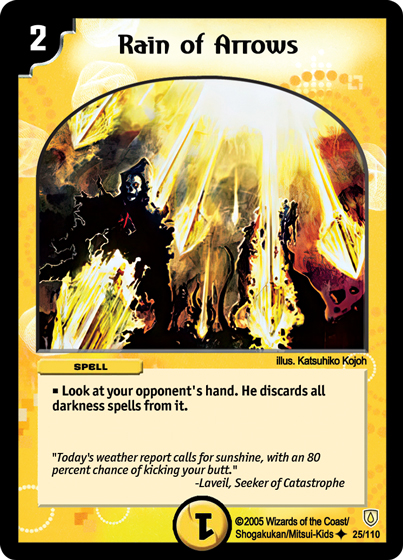 2
Rain of Arrows
illus. Katsuhiko Kojoh
SPELL
▪ Look at your opponent's hand. He discards all
darkness spells from it.
"Today's weather report calls for sunshine, with an 80
percent chance of kicking your butt."
-Laveil, Seeker of Catastrophe
1
©2005 Wizards of the Coast/
Shogakukan/Mitsui-Kids ✦ 25/110